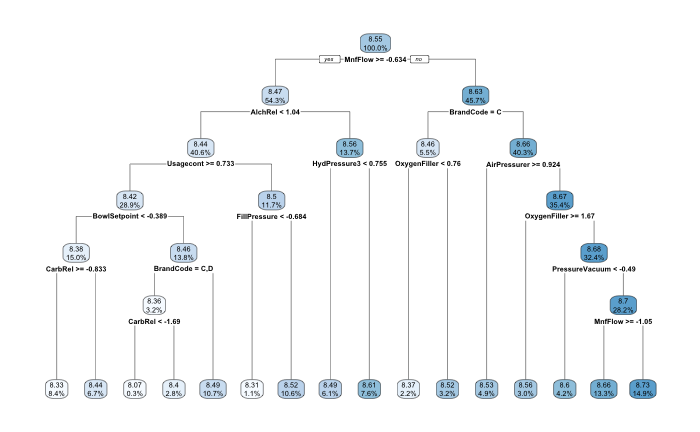 8.55
100.0%
yes MnfFlow >= -0.634 no
8.47 8.63
54.3% 45.7%
AlchRel < 1.04 BrandCode = C
8.44 8.56 8.46 8.66
40.6% 13.7% 5.5% 40.3%
Usagecont >= 0.733 HydPressure3 < 0.755 OxygenFiller < 0.76 AirPressurer >= 0.924
8.42 8.5 8.67
28.9% 11.7% 35.4%
BowlSetpoint < -0.389 FillPressure < -0.684 OxygenFiller >= 1.67
8.38 8.46 8.68
15.0% 13.8% 32.4%
CarbRel >= -0.833 BrandCode = C,D PressureVacuum < -0.49
8.36 8.7
3.2% 28.2%
CarbRel < -1.69 MnfFlow >= -1.05
8.33 8.44 8.07 8.4 8.49 8.31 8.52 8.49 8.61 8.37 8.52 8.53 8.56 8.6 8.66 8.73
8.4% 6.7% 0.3% 2.8% 10.7% 1.1% 10.6% 6.1% 7.6% 2.2% 3.2% 4.9% 3.0% 4.2% 13.3% 14.9%